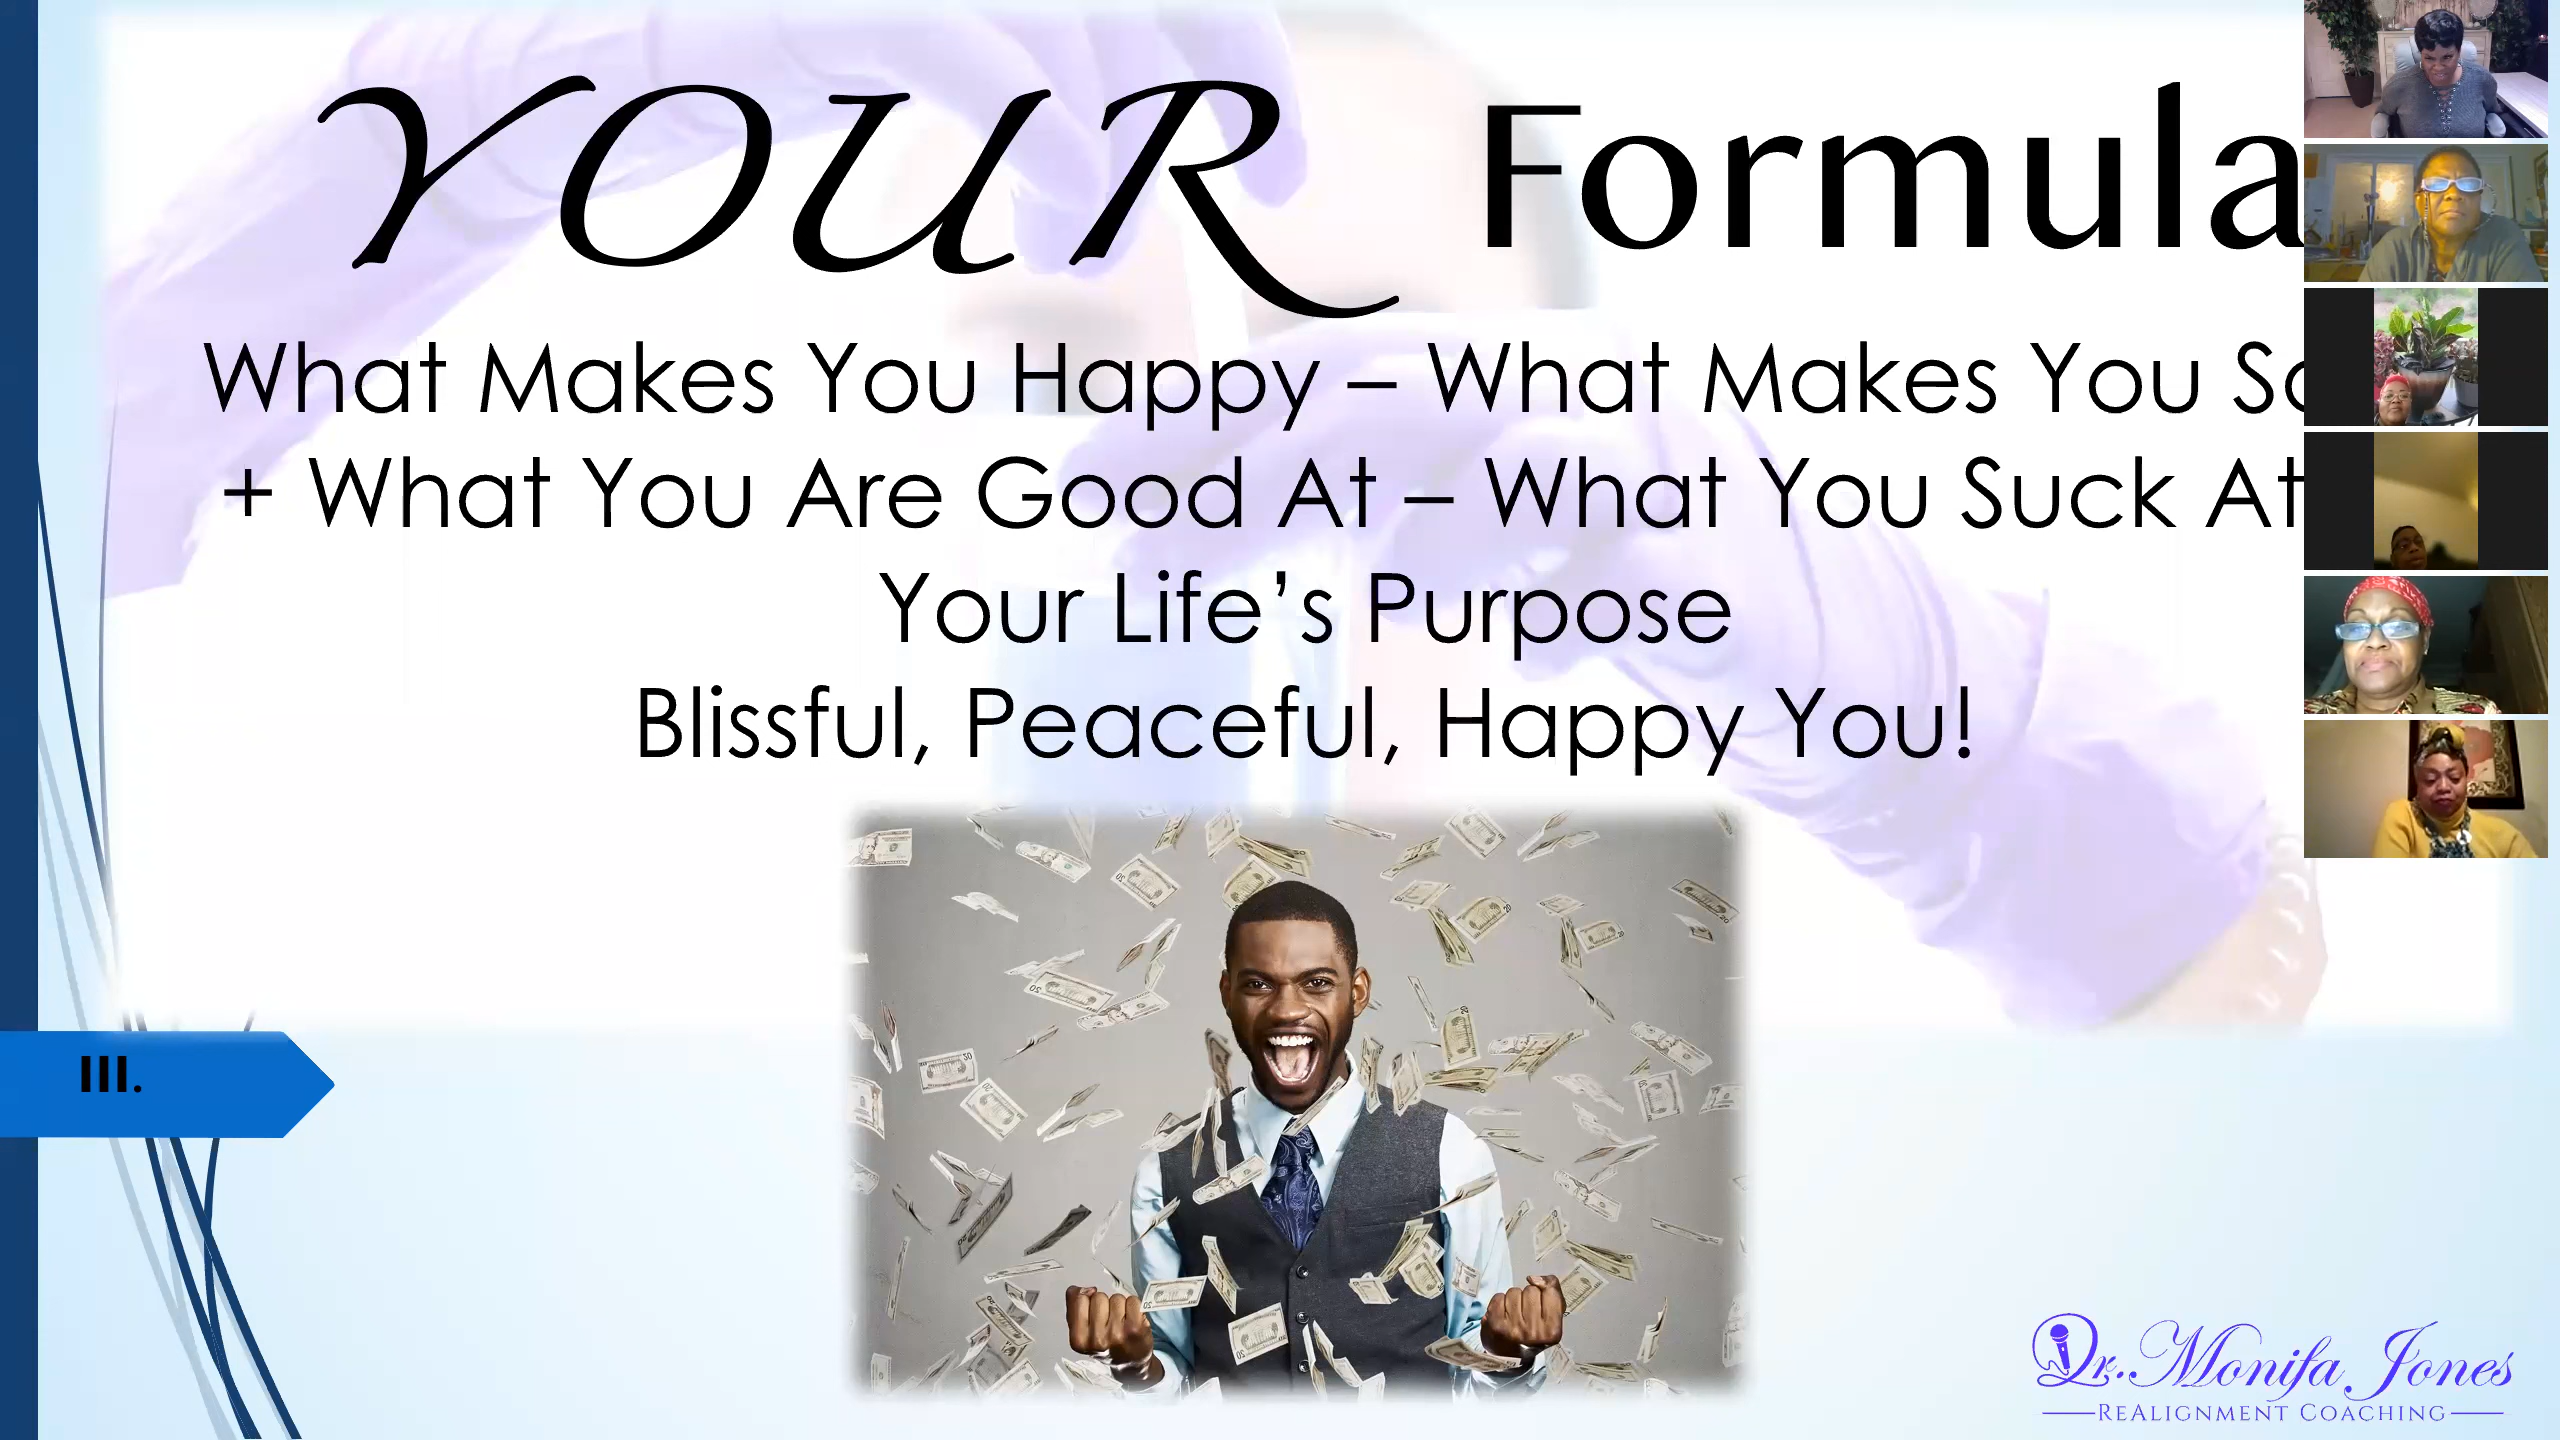 YOUR Formula
What Makes You Happy – What Makes You
+ What You Are Good At – What You Suck At
Your Life’s Purpose
Blissful, Peaceful, Happy You!
III.
Dr. Monifa Jones
REALIGNMENT COACHING